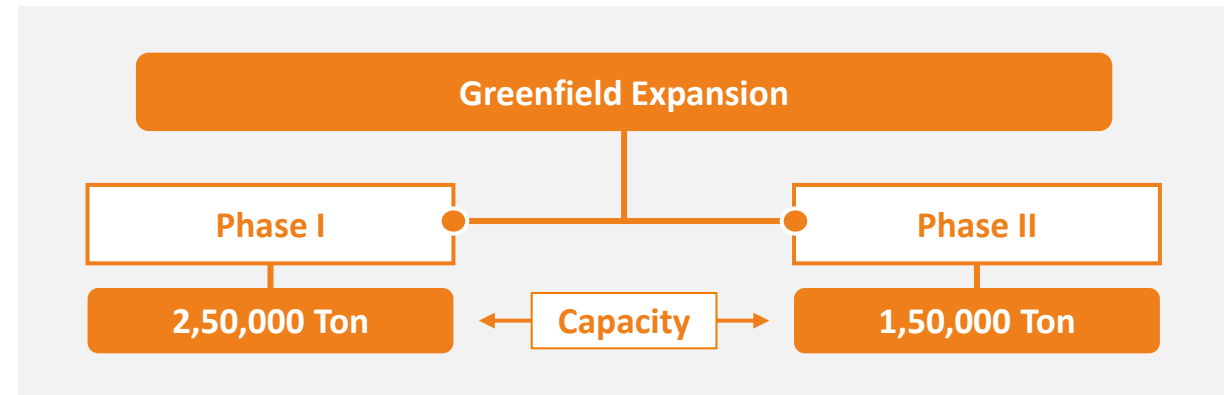 Greenfield Expansion
Phase I
Phase II
2,50,000 Ton
Capacity
1,50,000 Ton